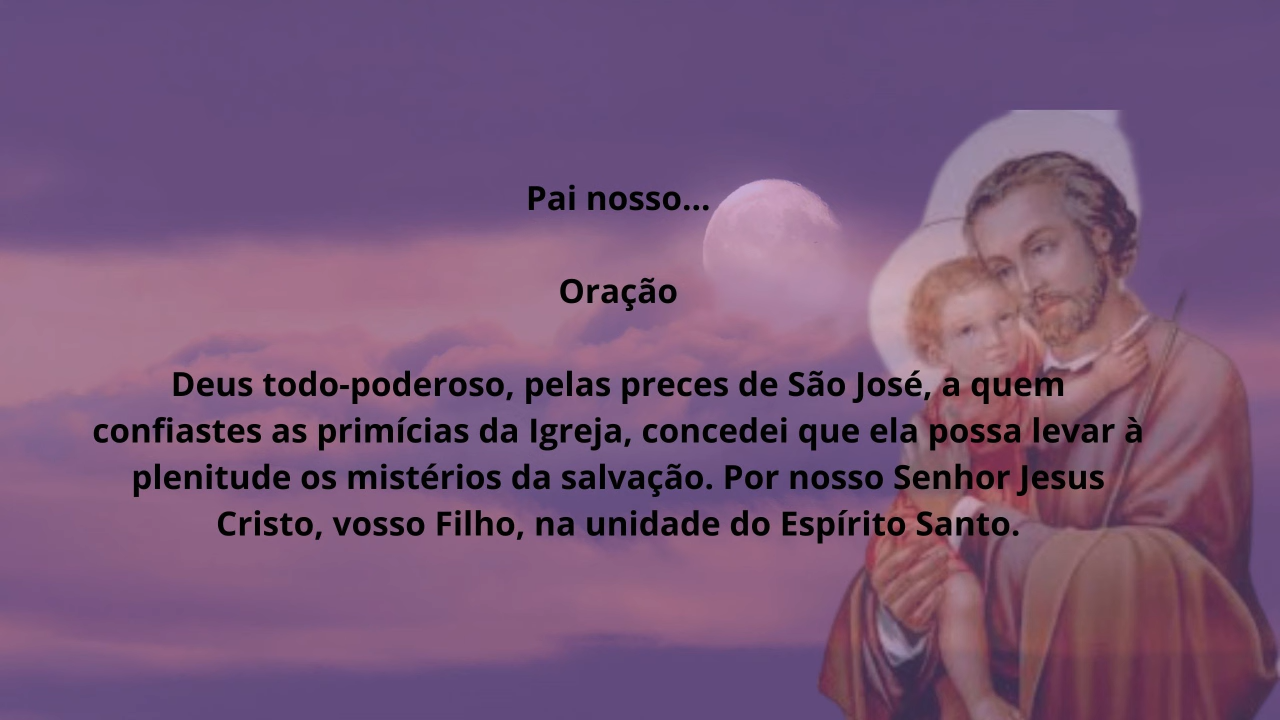 Pai nosso...
Oração
Deus todo-poderoso, pelas preces de São José, a quem
confiastes as primícias da Igreja, concedei que ela possa levar à
plenitude os mistérios da salvação. Por nosso Senhor Jesus
Cristo, vosso Filho, na unidade do Espírito Santo.